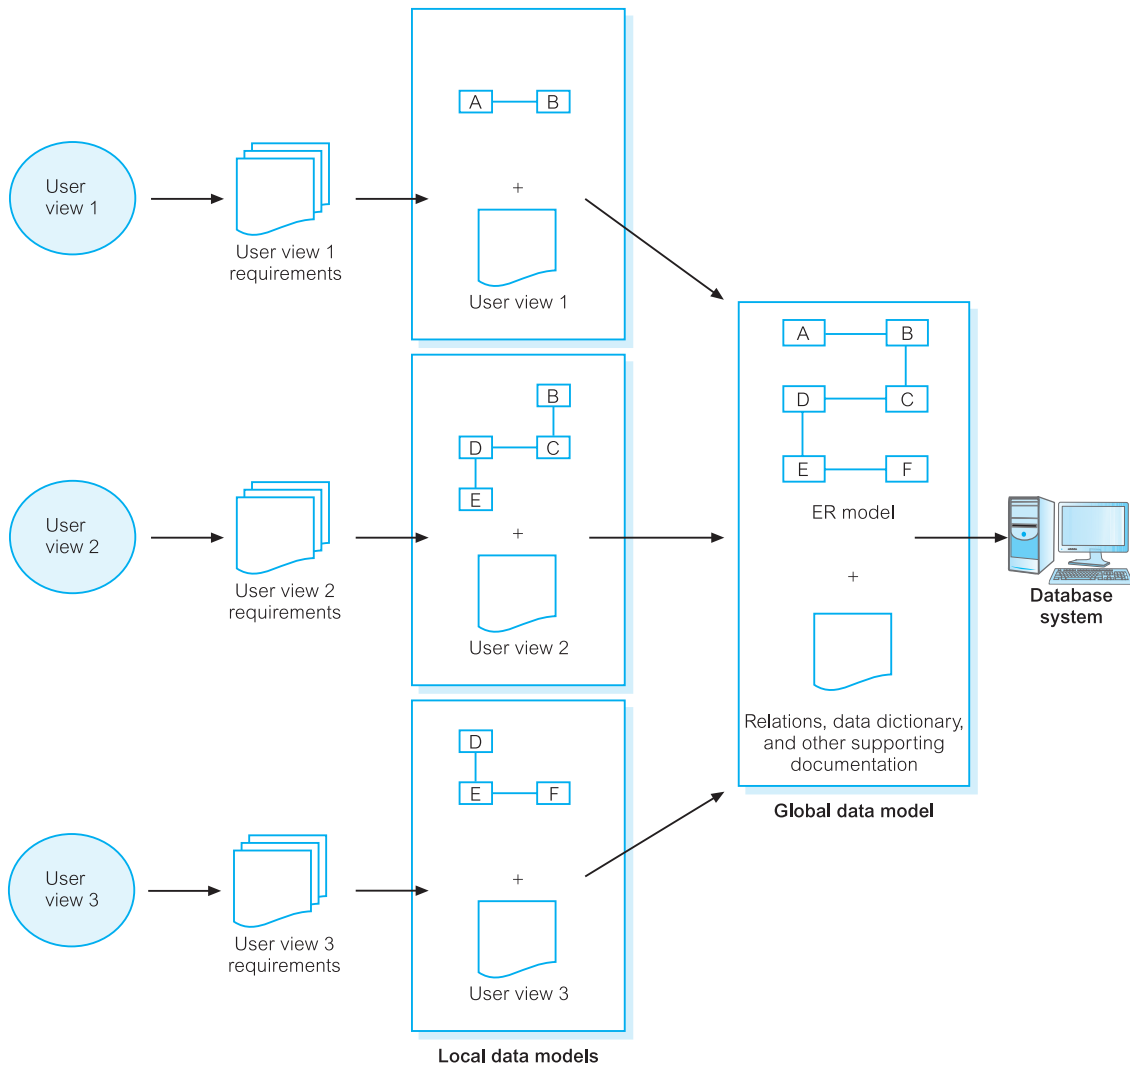 User
view 1
User view 1
requirements
A
B
+
User view 1
User
view 2
User view 2
requirements
B
D
C
E
+
User view 2
User
view 3
User view 3
requirements
D
E
F
+
User view 3
Local data models
A
B
D
C
E
F
ER model
+
Relations, data dictionary,
and other supporting
documentation
Global data model
Database
system